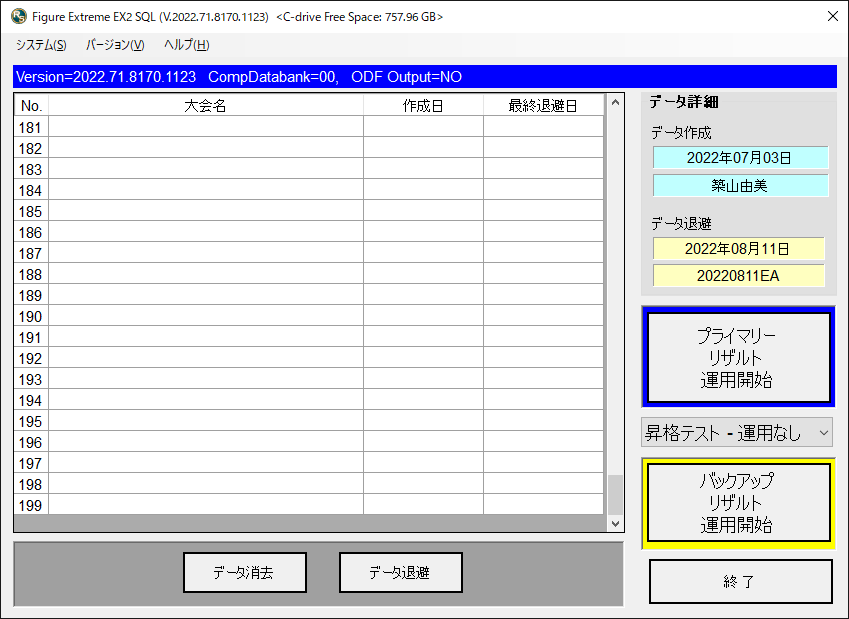 Figure Extreme EX2 SQL (V.2022.71.8170.1123)  <C-drive Free Space: 757.96 GB>
システム(S) バージョン(V) ヘルプ(H)
Version=2022.71.8170.1123   CompDatabank=00,   ODF Output=NO
No. 大会名 作成日 最終退避日
181
182
183
184
185
186
187
188
189
190
191
192
193
194
195
196
197
198
199
データ消去 データ退避
データ詳細
データ作成
2022年07月03日
築山由美
データ退避
2022年08月11日
20220811EA
プライマリー
リザルト
運用開始
昇格テスト - 運用なし
バックアップ
リザルト
運用開始
終 了